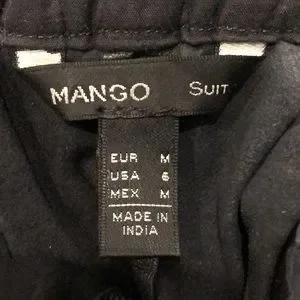 MANGO SUIT
EUR M
USA 6
MEX M
MADE IN
INDIA